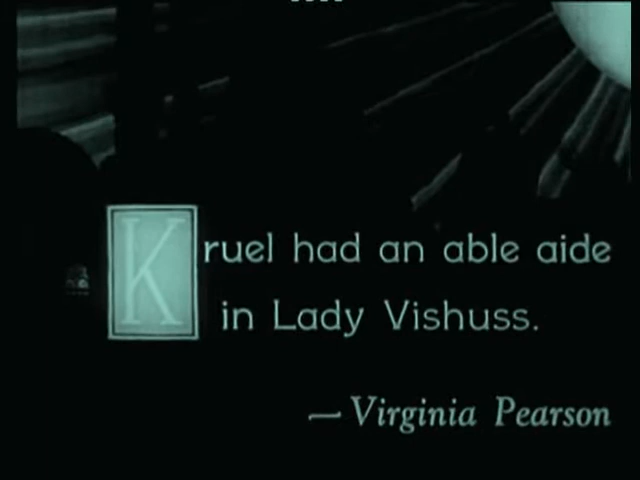 Kruel had an able aide
in Lady Vishuss.
— Virginia Pearson